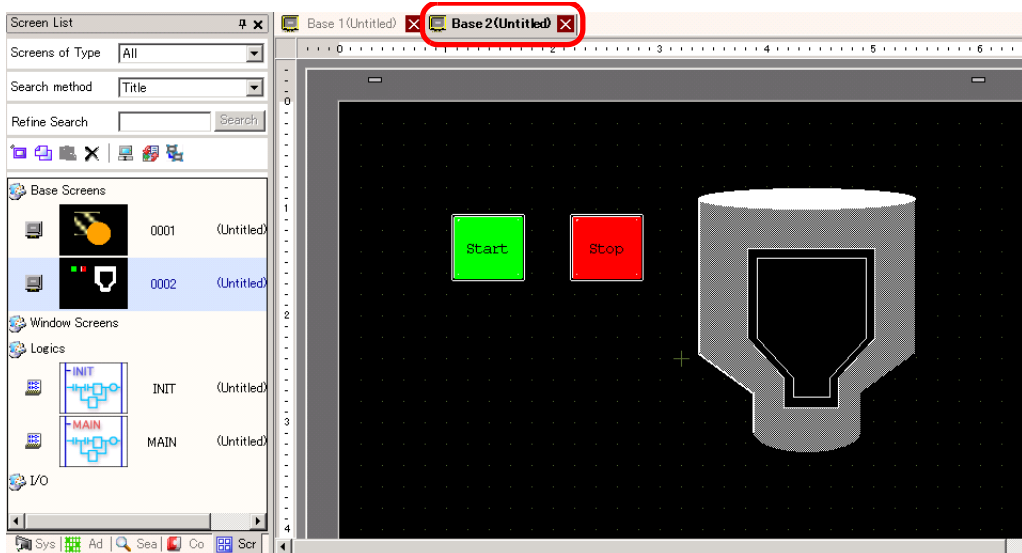 Screen List
Base 1(Untitled) Base 2(Untitled)
Screens of Type All
Search method Title
Refine Search Search
Base Screens
0001 (Untitled)
0002 (Untitled)
Window Screens
Logics
INIT
INIT (Untitled)
MAIN
MAIN (Untitled)
I/O
Sys Ad Sea Co Scr
0 2 3 4 5 6
0
1
2
3
4
Start Stop